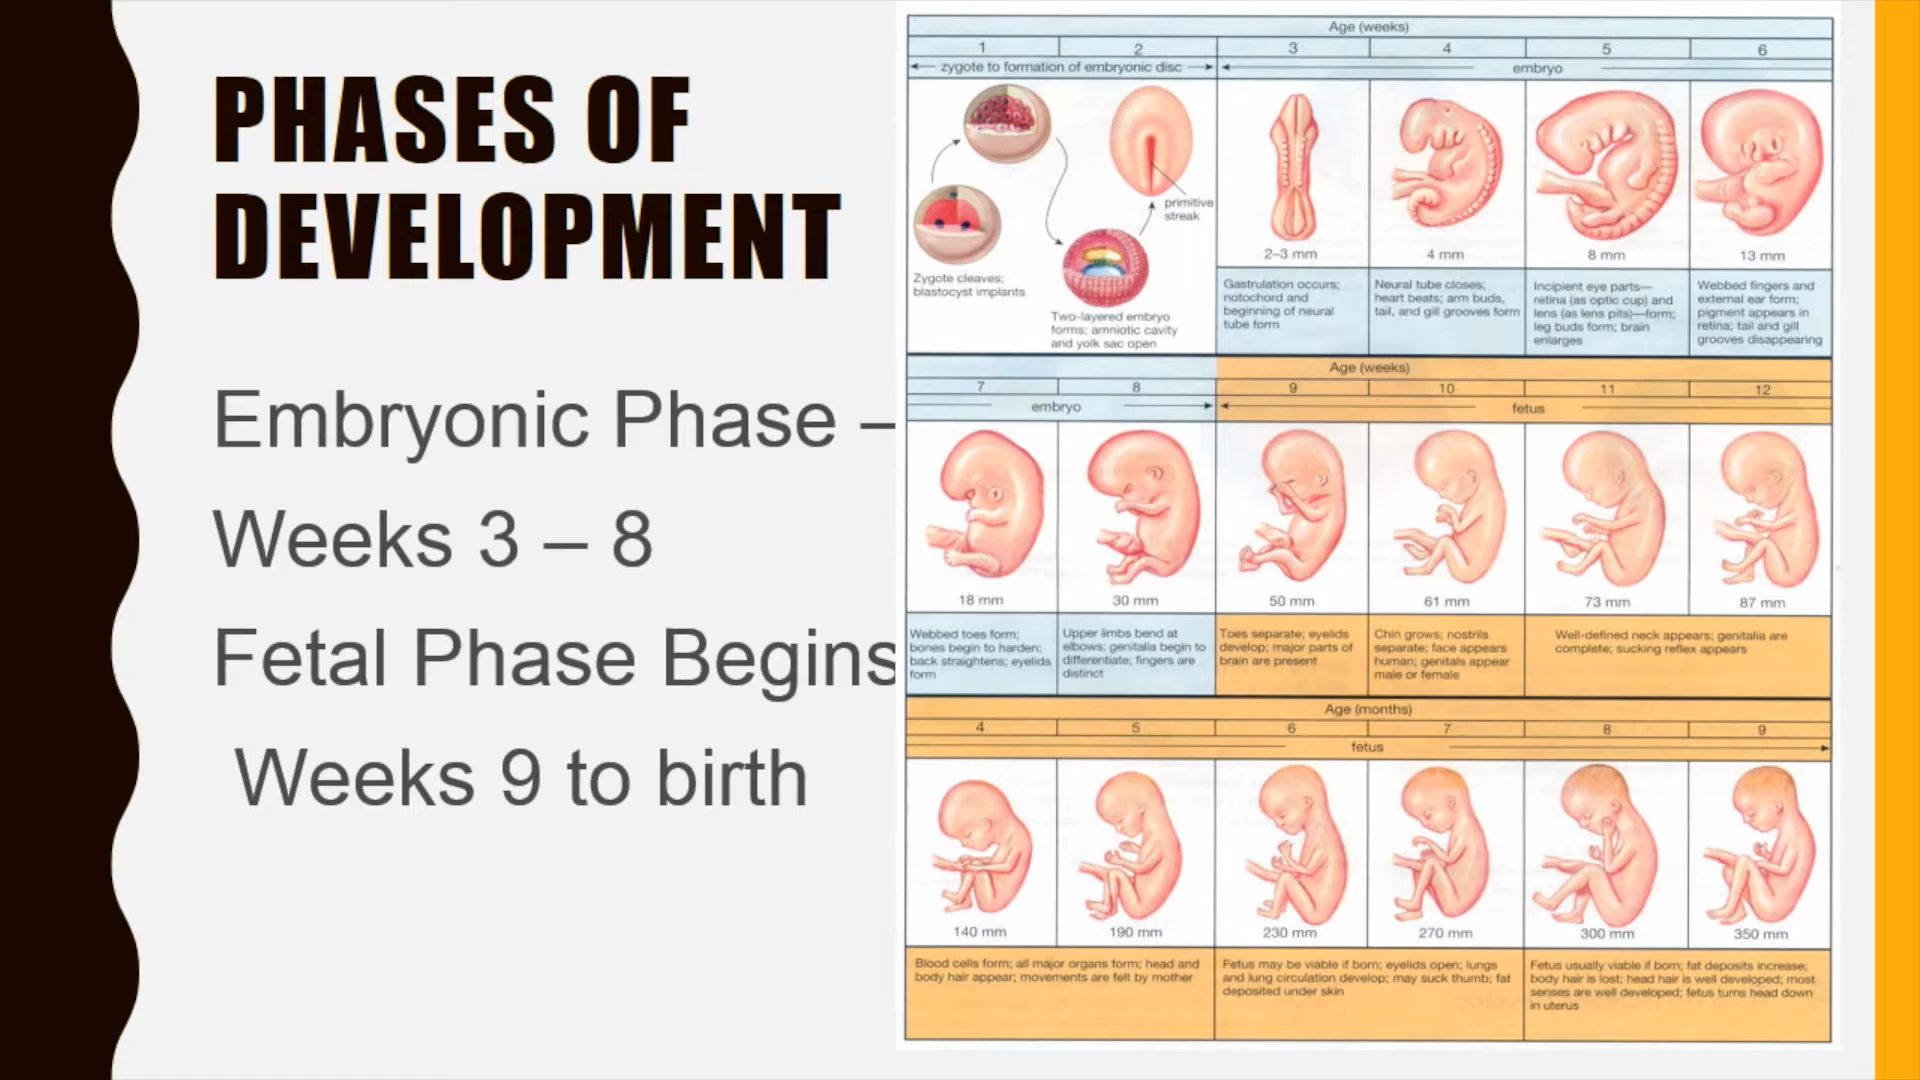 PHASES OF
DEVELOPMENT
Embryonic Phase –
Weeks 3 – 8
Fetal Phase Begins
Weeks 9 to birth
Age (weeks)
1 2 3 4 5 6
zygote to formation of embryonic disc
embryo
primitive
streak
Zygote cleaves;
blastocyst implants
Two-layered embryo
forms; amniotic cavity
and yolk sac open
2–3 mm
Gastrulation occurs;
notochord and
beginning of neural
tube form
4 mm
Neural tube closes;
heart beats; arm buds,
tail, and gill grooves form
8 mm
Incipient eye parts—
retina (as optic cup) and
lens (as lens pits)—form;
leg buds form; brain
enlarges
13 mm
Webbed fingers and
external ear form;
pigment appears in
retina; tail and gill
grooves disappearing
Age (weeks)
7 8 9 10 11 12
embryo
fetus
18 mm
Webbed toes form;
bones begin to harden;
back straightens; eyelids
form
30 mm
Upper limbs bend at
elbows; genitalia begin to
differentiate; fingers are
distinct
50 mm
Toes separate; eyelids
develop; major parts of
brain are present
61 mm
Chin grows; nostrils
separate; face appears
human; genitals appear
male or female
73 mm
87 mm
Well-defined neck appears; genitalia are
complete; sucking reflex appears
Age (months)
4 5 6 7 8 9
fetus
140 mm
190 mm
Blood cells form; all major organs form; head and
body hair appear; movements are felt by mother
230 mm
270 mm
Fetus may be viable if born; eyelids open; lungs
and lung circulation develop; may suck thumb; fat
deposited under skin
300 mm
350 mm
Fetus usually viable if born; fat deposits increase;
body hair is lost; head hair is well developed; most
senses are well developed; fetus turns head down
in uterus